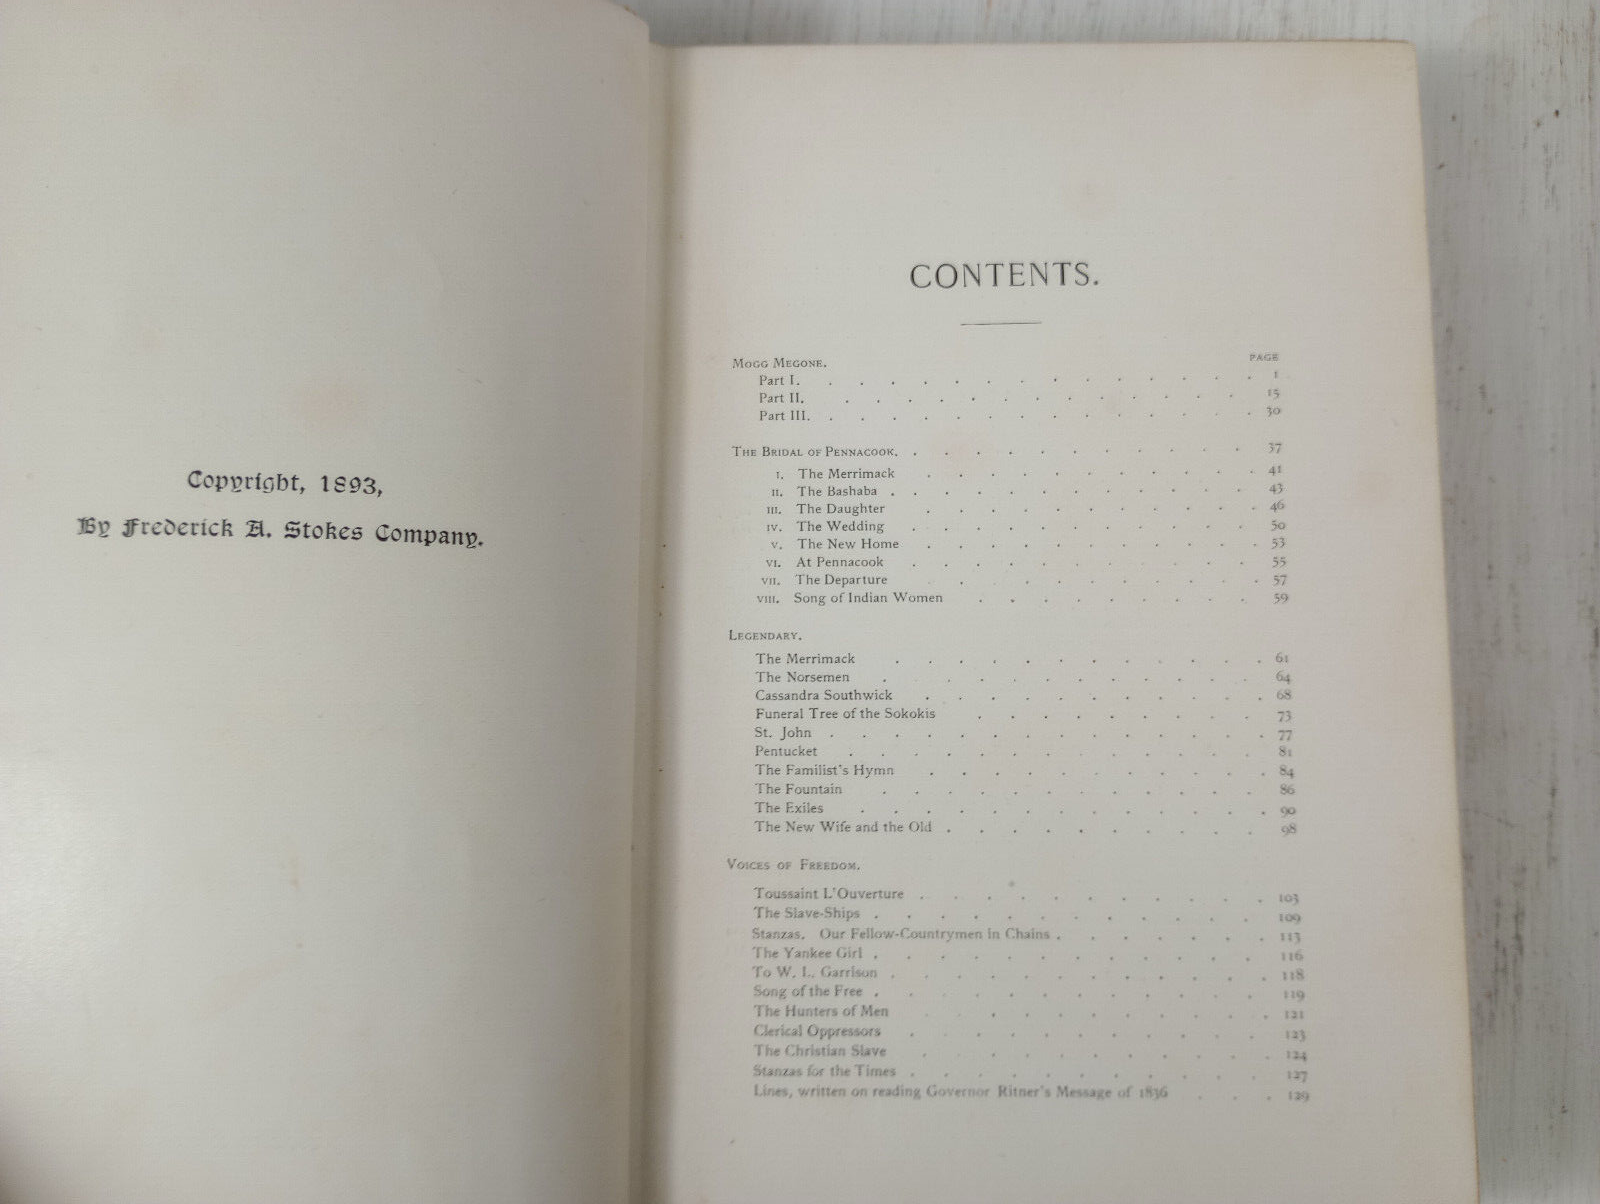 Copyright, 1893,
By Frederick A. Stokes Company.
CONTENTS.
PAGE
Mogg Megone.
Part I. . . . . . . . . . . . . . . 1
Part II. . . . . . . . . . . . . . 15
Part III. . . . . . . . . . . . . . . 30
The Bridal of Pennacook. . . . . . . . . . . . 37
I. The Merrimack . . . . . . . . . . . 41
II. The Bashaba . . . . . . . . . . . . 43
III. The Daughter . . . . . . . . . . . 46
IV. The Wedding . . . . . . . . . . . 50
V. The New Home . . . . . . . . . . . 53
VI. At Pennacook . . . . . . . . . . . 55
VII. The Departure . . . . . . . . . . 57
VIII. Song of Indian Women . . . . . . . . . 59
Legendary.
The Merrimack . . . . . . . . . . . . 61
The Norsemen . . . . . . . . . . . . 64
Cassandra Southwick . . . . . . . . . . . 68
Funeral Tree of the Sokokis . . . . . . . . . 73
St. John . . . . . . . . . . . . . . 77
Pentucket . . . . . . . . . . . . . 81
The Familist's Hymn . . . . . . . . . . . 84
The Fountain . . . . . . . . . . . . 86
The Exiles . . . . . . . . . . . . . 90
The New Wife and the Old . . . . . . . . . . 98
Voices of Freedom.
Toussaint L'Ouverture . . . . . . . . . . . 103
The Slave-Ships . . . . . . . . . . . . 109
Stanzas. Our Fellow-Countrymen in Chains . . . . . . . 113
The Yankee Girl . . . . . . . . . . . . 116
To W. L. Garrison . . . . . . . . . . . . 118
Song of the Free . . . . . . . . . . . . 119
The Hunters of Men . . . . . . . . . . . 121
Clerical Oppressors . . . . . . . . . . . 123
The Christian Slave . . . . . . . . . . . 124
Stanzas for the Times . . . . . . . . . . . 127
Lines, written on reading Governor Ritner's Message of 1836 . . . 129